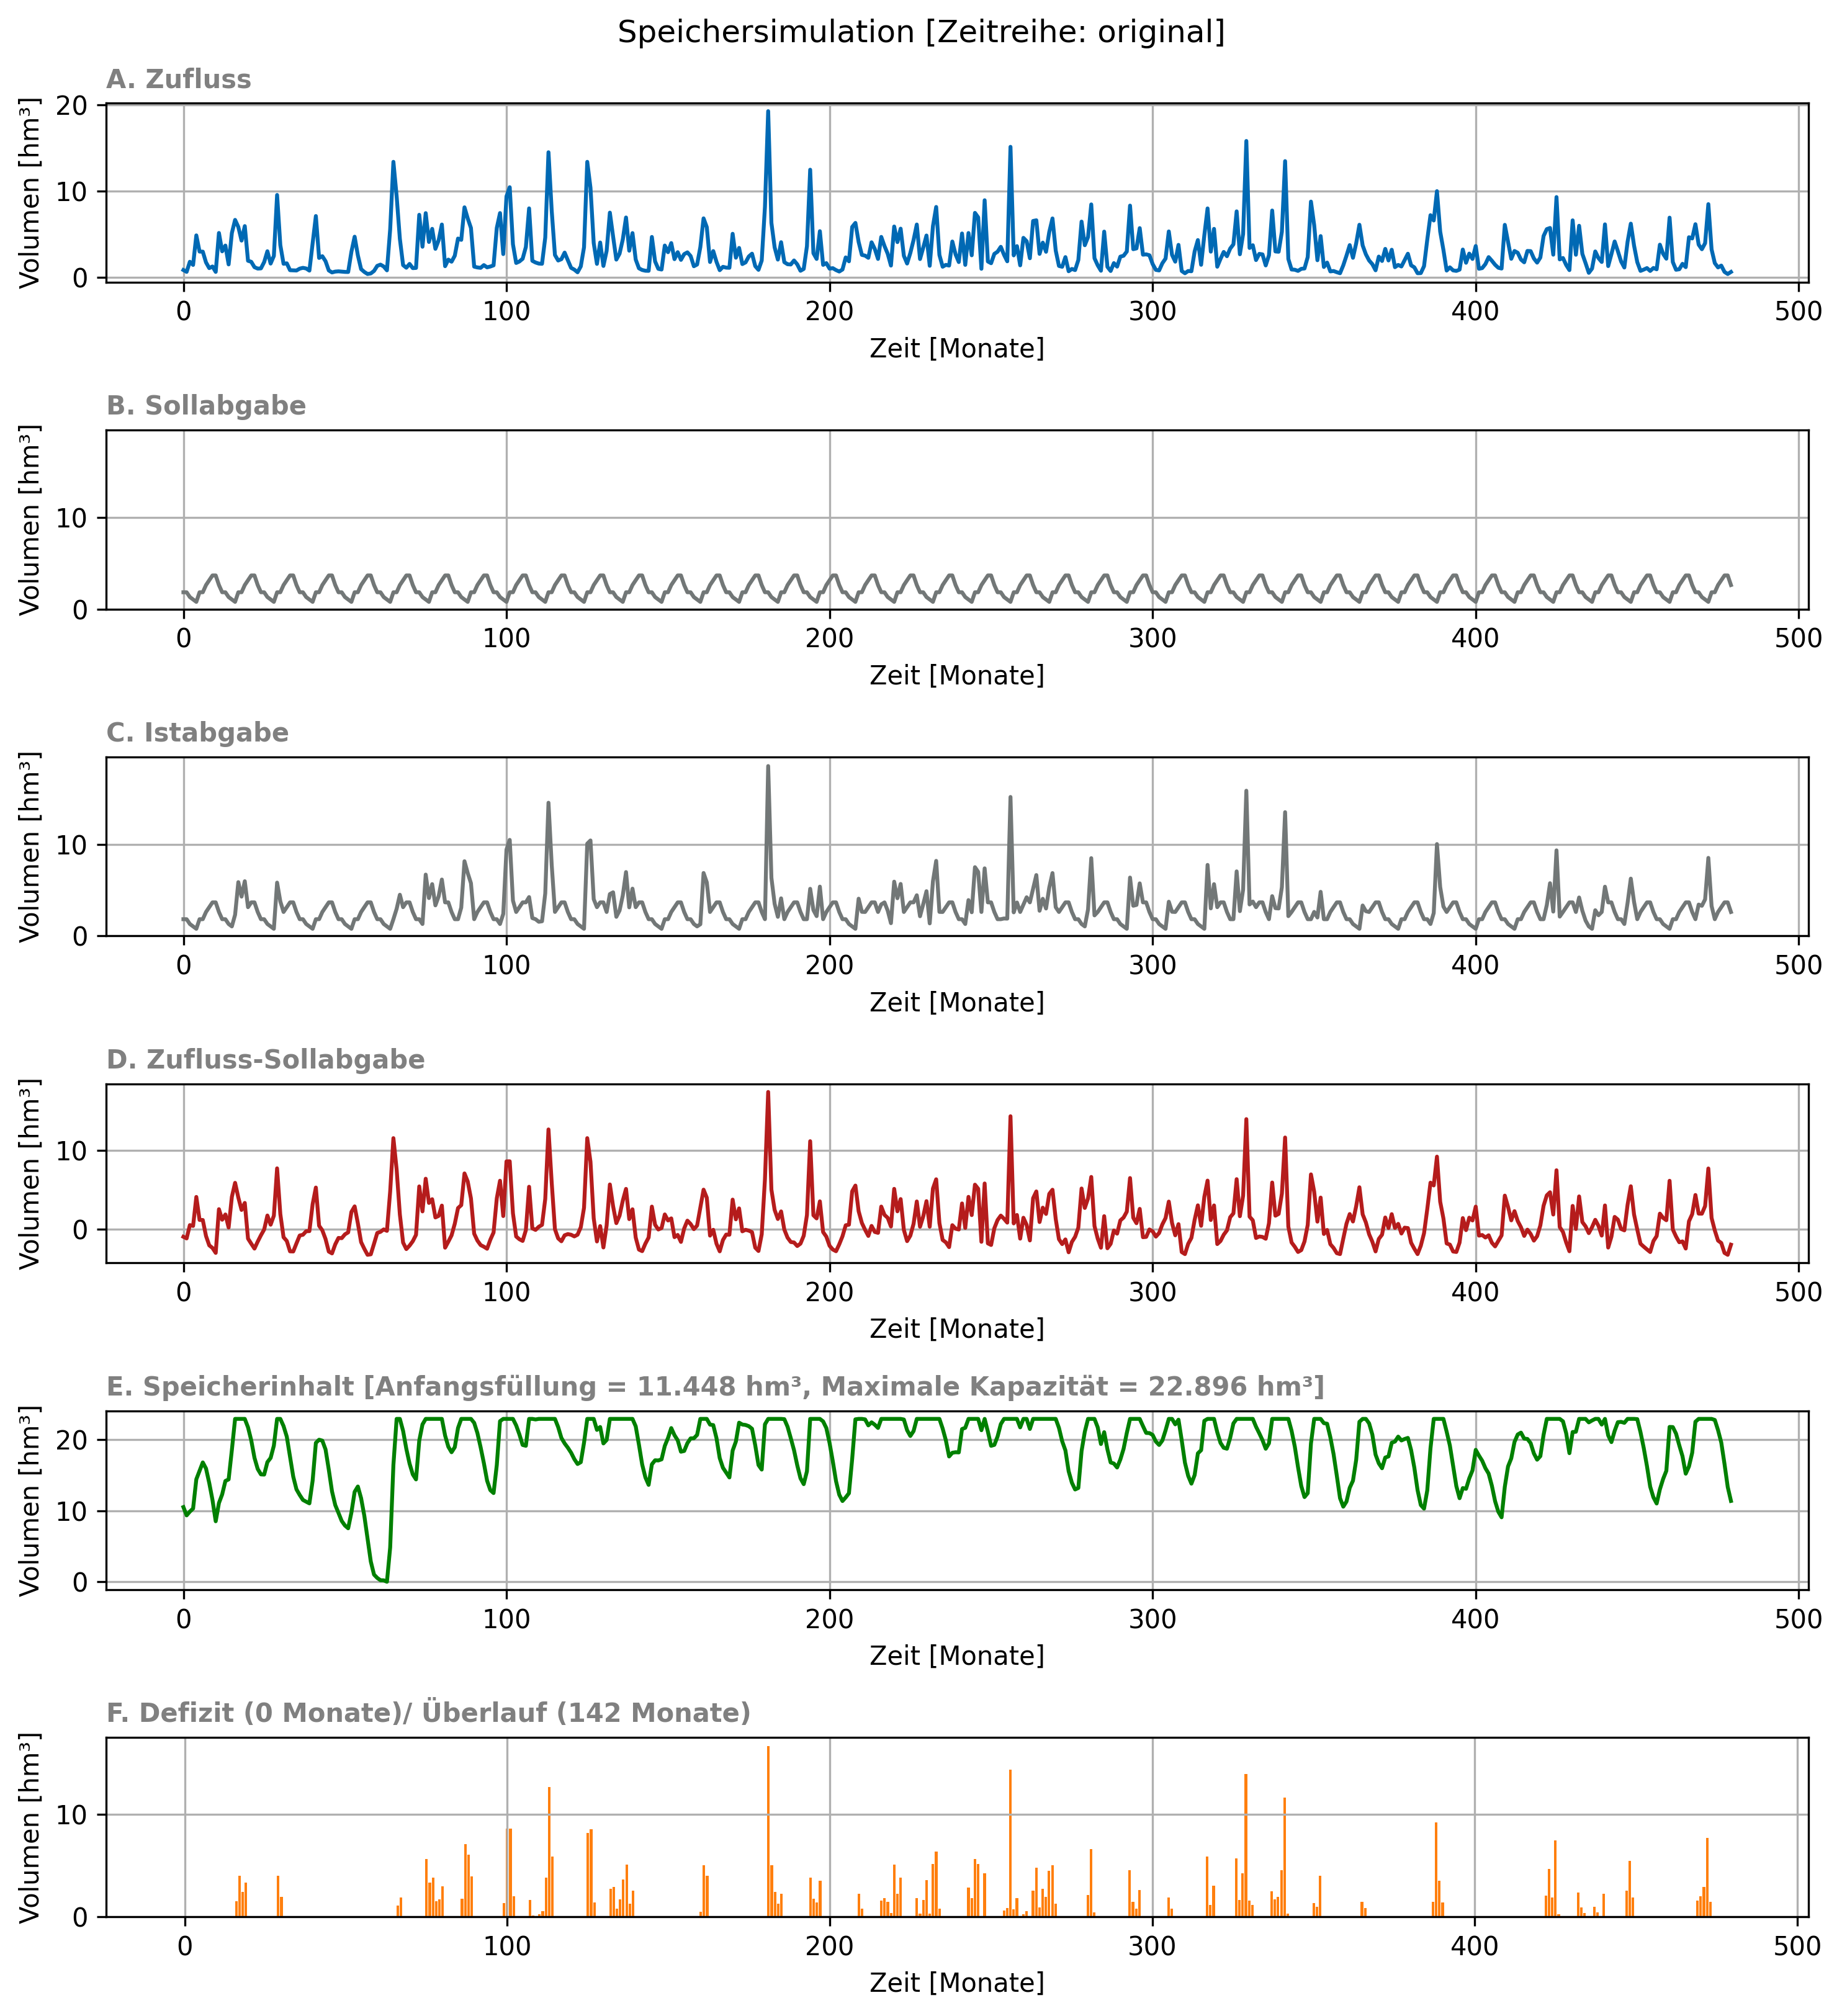 Speichersimulation [Zeitreihe: original]
A. Zufluss
Volumen [hm³]
20
10
0
0 100 200 300 400 500
Zeit [Monate]
B. Sollabgabe
Volumen [hm³]
10
0
0 100 200 300 400 500
Zeit [Monate]
C. Istabgabe
Volumen [hm³]
10
0
0 100 200 300 400 500
Zeit [Monate]
D. Zufluss-Sollabgabe
Volumen [hm³]
10
0
0 100 200 300 400 500
Zeit [Monate]
E. Speicherinhalt [Anfangsfüllung = 11.448 hm³, Maximale Kapazität = 22.896 hm³]
Volumen [hm³]
20
10
0
0 100 200 300 400 500
Zeit [Monate]
F. Defizit (0 Monate)/ Überlauf (142 Monate)
Volumen [hm³]
10
0
0 100 200 300 400 500
Zeit [Monate]